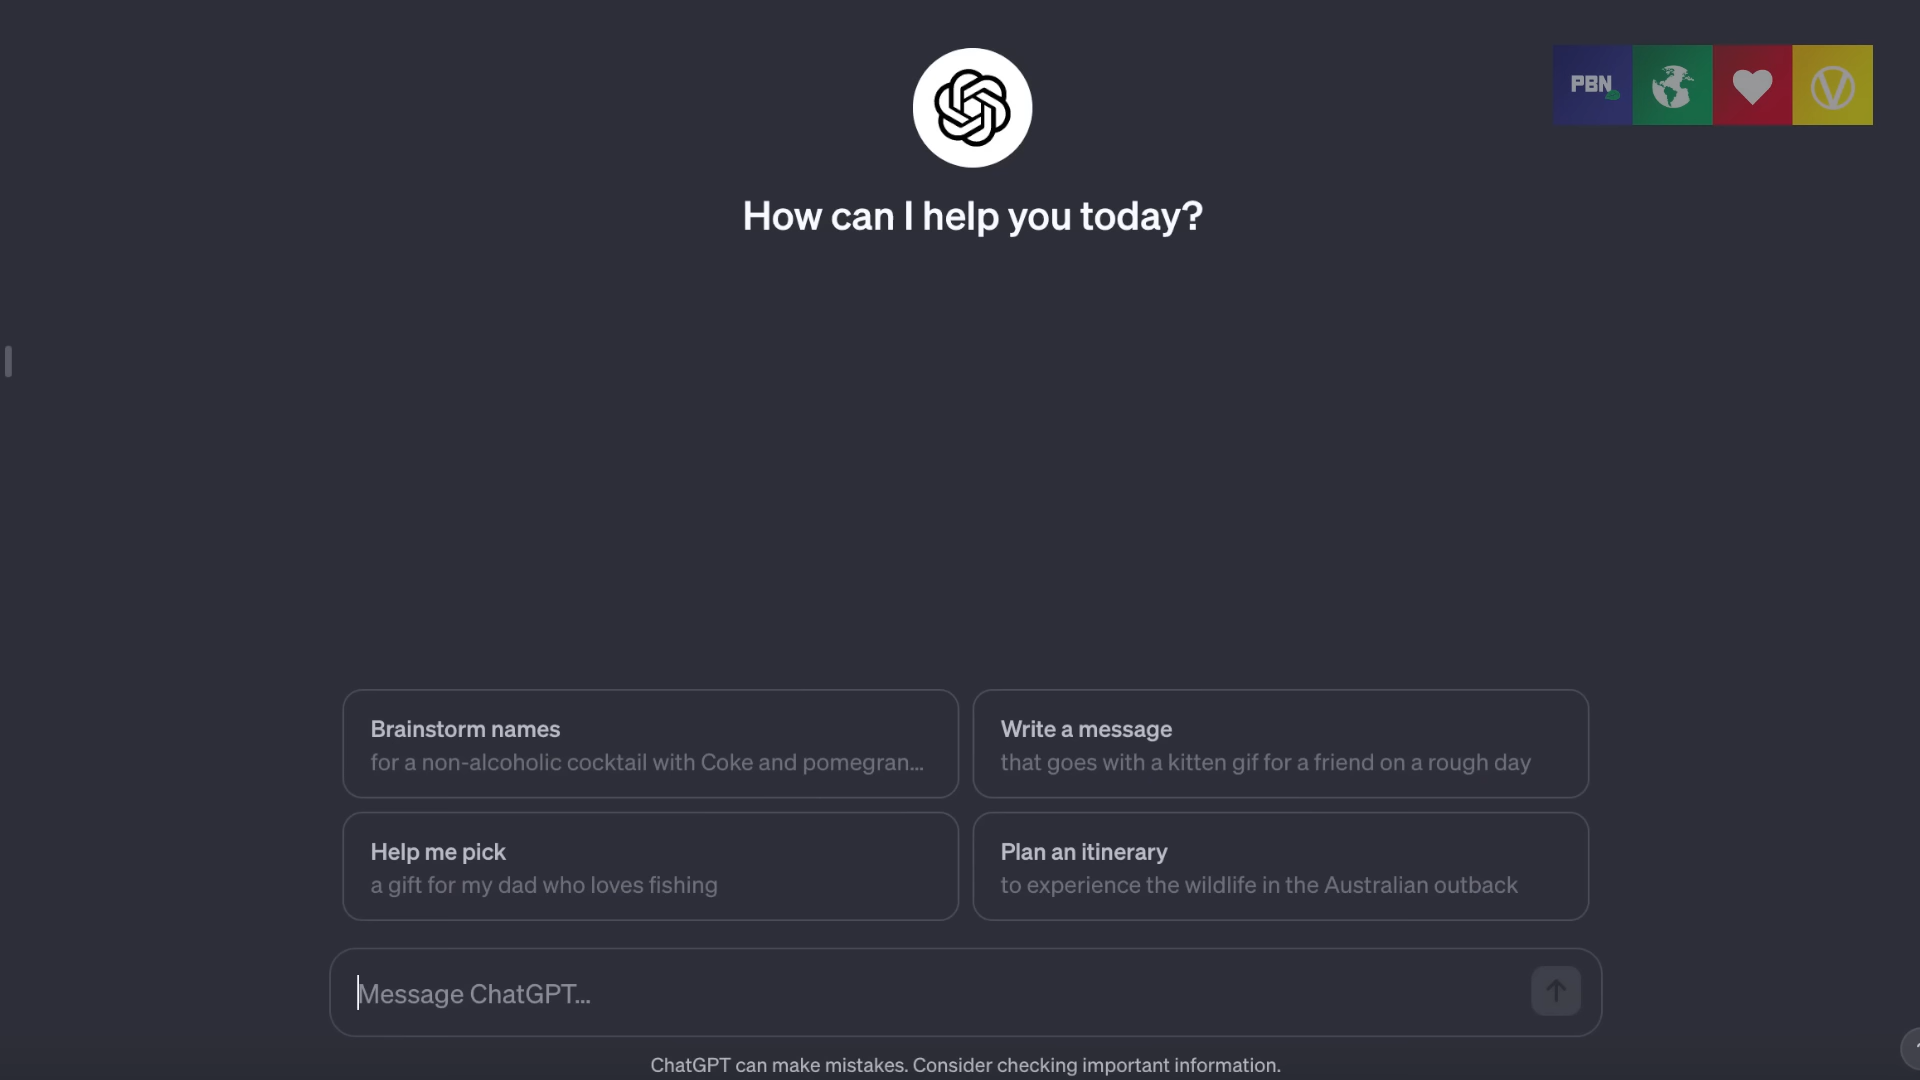 PBN
How can I help you today?
Brainstorm names
for a non-alcoholic cocktail with Coke and pomegran...
Write a message
that goes with a kitten gif for a friend on a rough day
Help me pick
a gift for my dad who loves fishing
Plan an itinerary
to experience the wildlife in the Australian outback
Message ChatGPT...
ChatGPT can make mistakes. Consider checking important information.